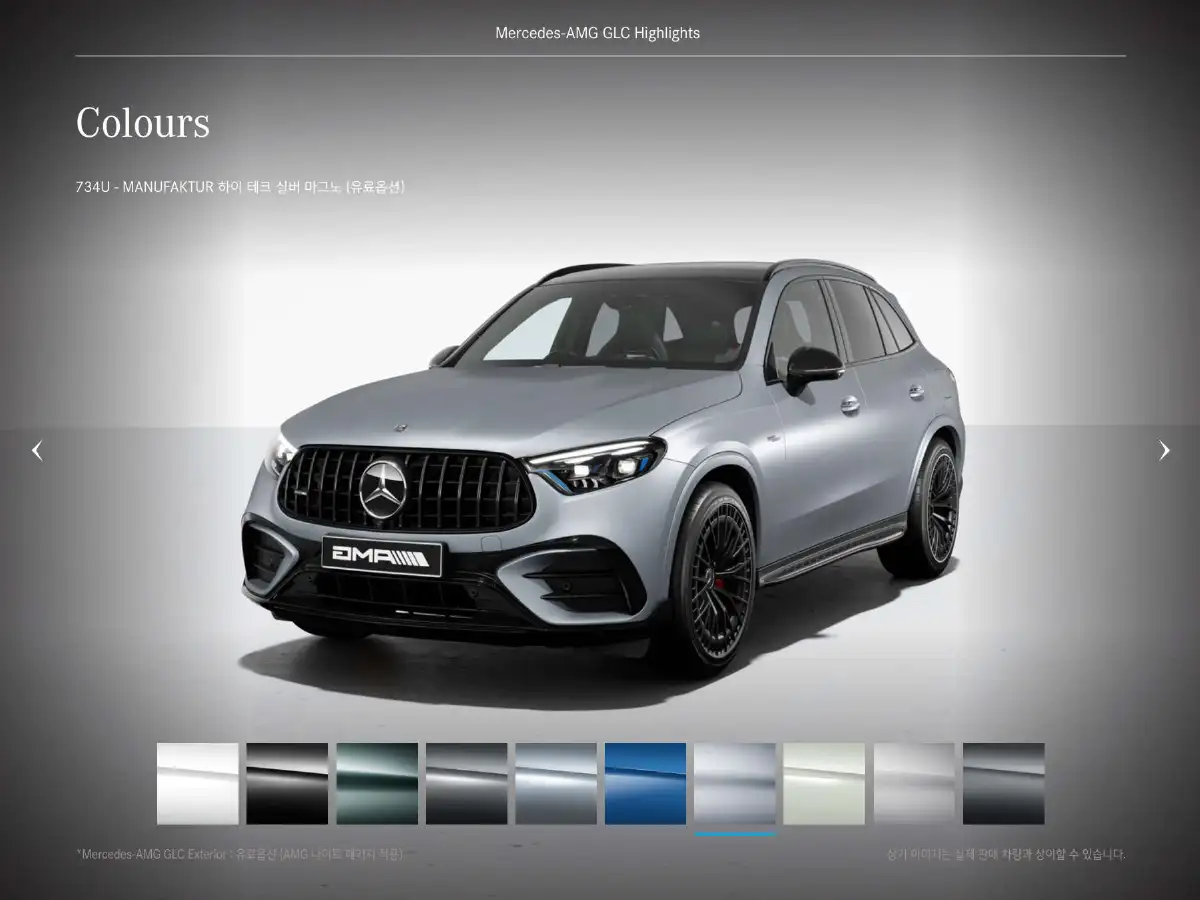 Mercedes-AMG GLC Highlights
Colours
734U - MANUFAKTUR 하이 테크 실버 마그노 (유료옵션)
AMG
*Mercedes-AMG GLC Exterior : 유료옵션 (AMG 나이트 패키지 적용)
상기 이미지는 실제 판매 차량과 상이할 수 있습니다.